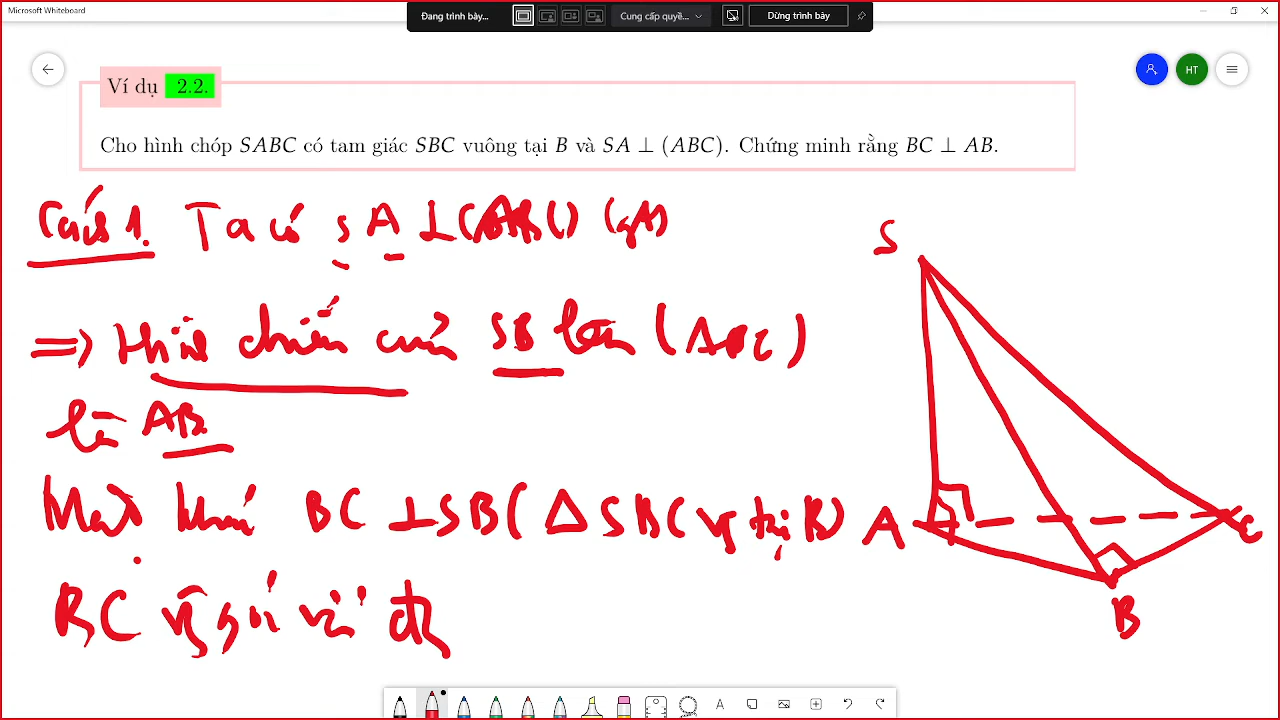 Microsoft Whiteboard
Đang trình bày...
Cung cấp quyề...
Dừng trình bày
HT
Ví dụ 2.2.
Cho hình chóp SABC có tam giác SBC vuông tại B và SA ⊥ (ABC). Chứng minh rằng BC ⊥ AB.
Cách 1. Ta có SA ⊥ (ABC) (gt)
=> Hình chiếu của SB lên (ABC)
là AB
Mặt khác BC ⊥ SB (Δ SBC vg tại B)
BC vg góc với
S
A
C
B
A